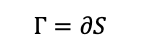 Γ = ∂S